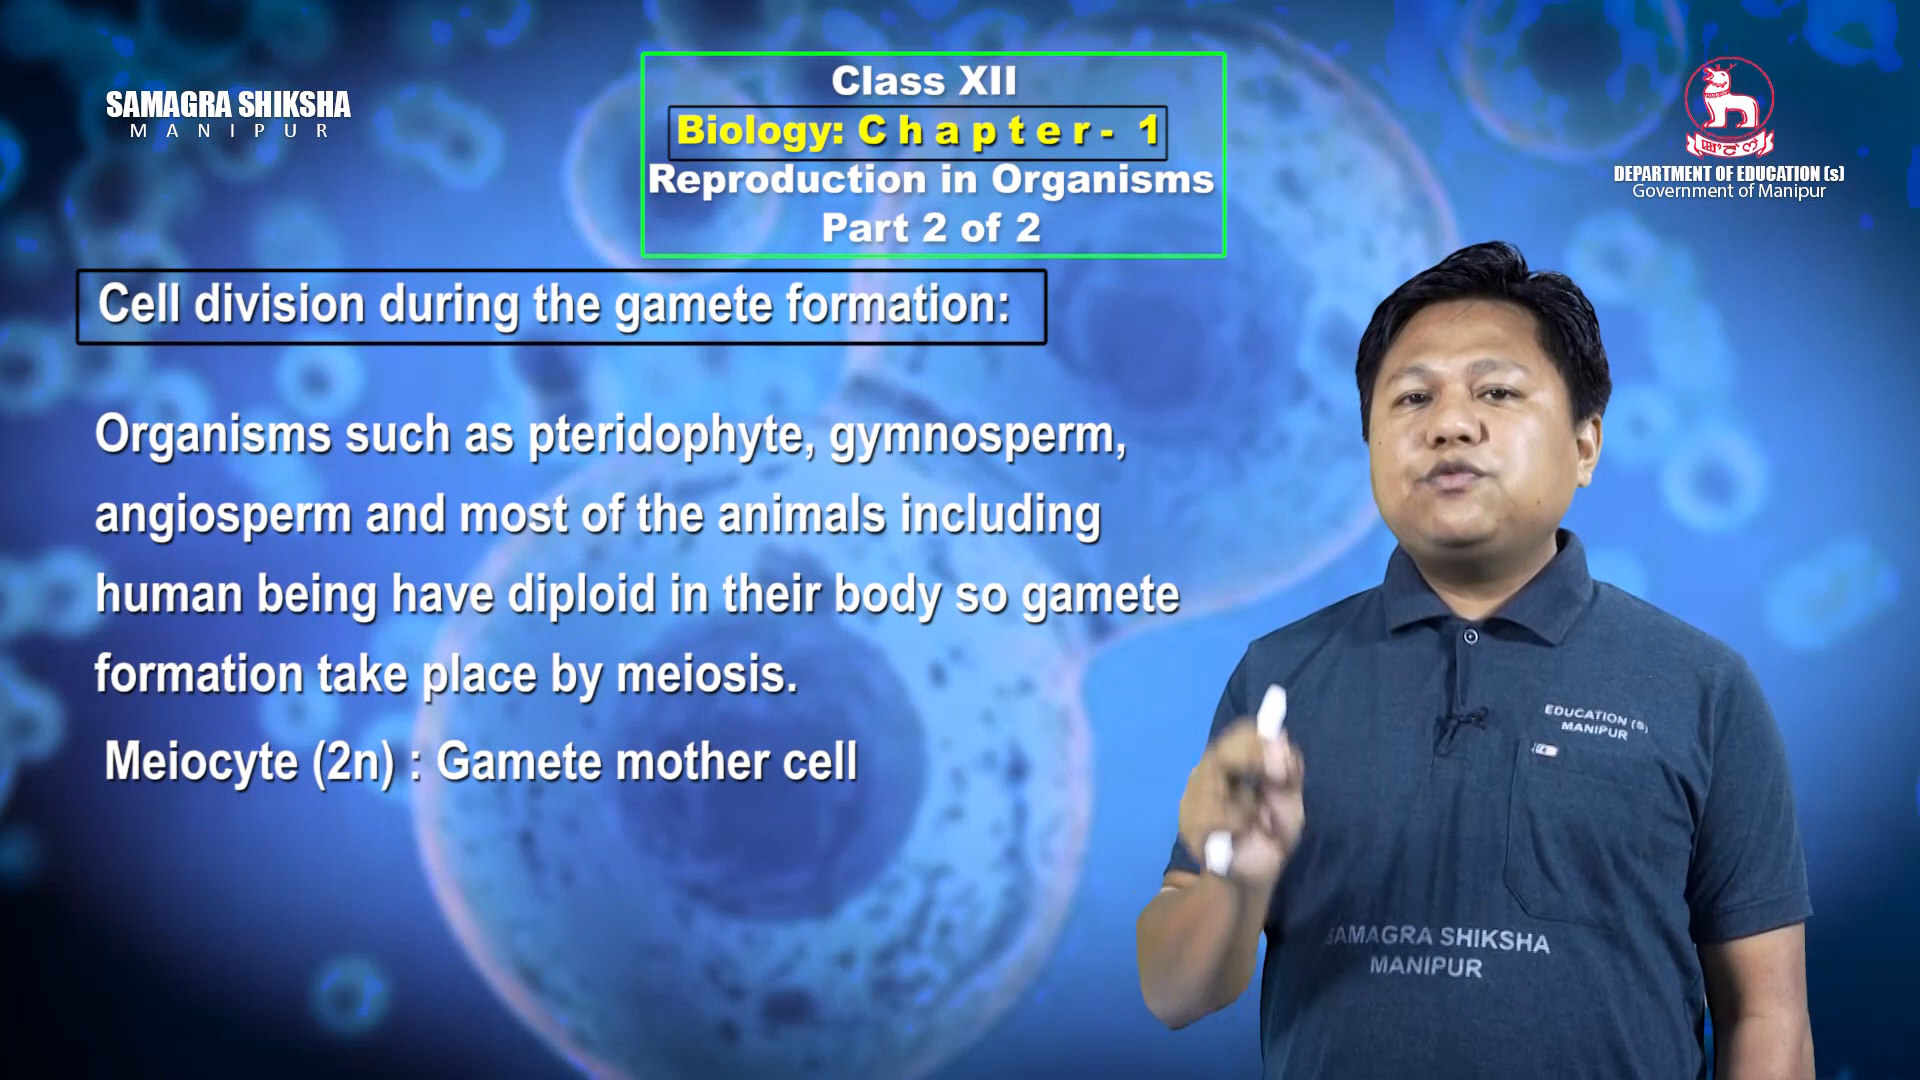 SAMAGRA SHIKSHA
MANIPUR
Class XII
Biology: Chapter- 1
Reproduction in Organisms
Part 2 of 2
DEPARTMENT OF EDUCATION (s)
Government of Manipur
Cell division during the gamete formation:
Organisms such as pteridophyte, gymnosperm,
angiosperm and most of the animals including
human being have diploid in their body so gamete
formation take place by meiosis.
Meiocyte (2n) : Gamete mother cell
EDUCATION (S)
MANIPUR
SAMAGRA SHIKSHA
MANIPUR